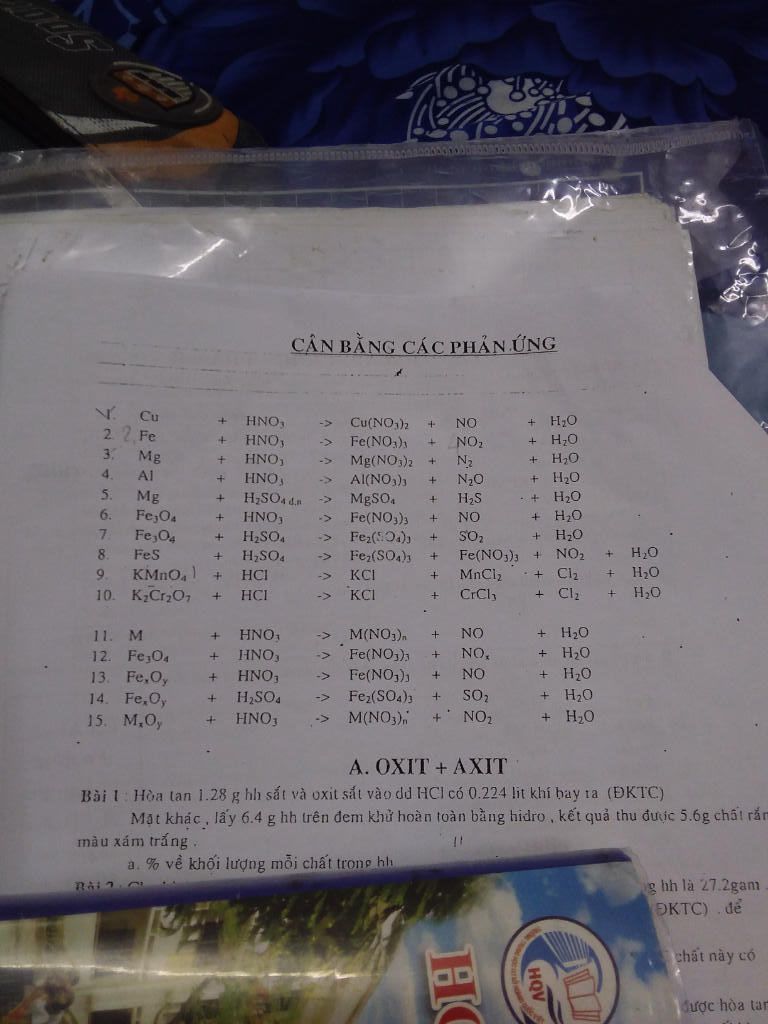 CÂN BẰNG CÁC PHẢN ỨNG
1. Cu + HNO₃ -> Cu(NO₃)₂ + NO + H₂O
2. Fe + HNO₃ -> Fe(NO₃)₃ + NO₂ + H₂O
3. Mg + HNO₃ -> Mg(NO₃)₂ + N₂ + H₂O
4. Al + HNO₃ -> Al(NO₃)₃ + N₂O + H₂O
5. Mg + H₂SO₄ đ,n -> MgSO₄ + H₂S + H₂O
6. Fe₃O₄ + HNO₃ -> Fe(NO₃)₃ + NO + H₂O
7. Fe₃O₄ + H₂SO₄ -> Fe₂(SO₄)₃ + SO₂ + H₂O
8. FeS + H₂SO₄ -> Fe₂(SO₄)₃ + Fe(NO₃)₃ + NO₂ + H₂O
9. KMnO₄ + HCl -> KCl + MnCl₂ + Cl₂ + H₂O
10. K₂Cr₂O₇ + HCl -> KCl + CrCl₃ + Cl₂ + H₂O
11. M + HNO₃ -> M(NO₃)ₙ + NO + H₂O
12. Fe₃O₄ + HNO₃ -> Fe(NO₃)₃ + NOₓ + H₂O
13. FeₓOᵧ + HNO₃ -> Fe(NO₃)₃ + NO + H₂O
14. FeₓOᵧ + H₂SO₄ -> Fe₂(SO₄)₃ + SO₂ + H₂O
15. MₓOᵧ + HNO₃ -> M(NO₃)ₙ + NO₂ + H₂O
A. OXIT + AXIT
Bài 1 : Hòa tan 1.28 g hh sắt và oxit sắt vào dd HCl có 0.224 lit khí bay ra (ĐKTC)
Mặt khác , lấy 6.4 g hh trên đem khử hoàn toàn bằng hidro , kết quả thu được 5.6g chất rắn
màu xám trắng .
a. % về khối lượng mỗi chất trong hh
Bài 2 :
g hh là 27.2gam .
(ĐKTC) . để
chất này có
được hòa tan
HQV
HO